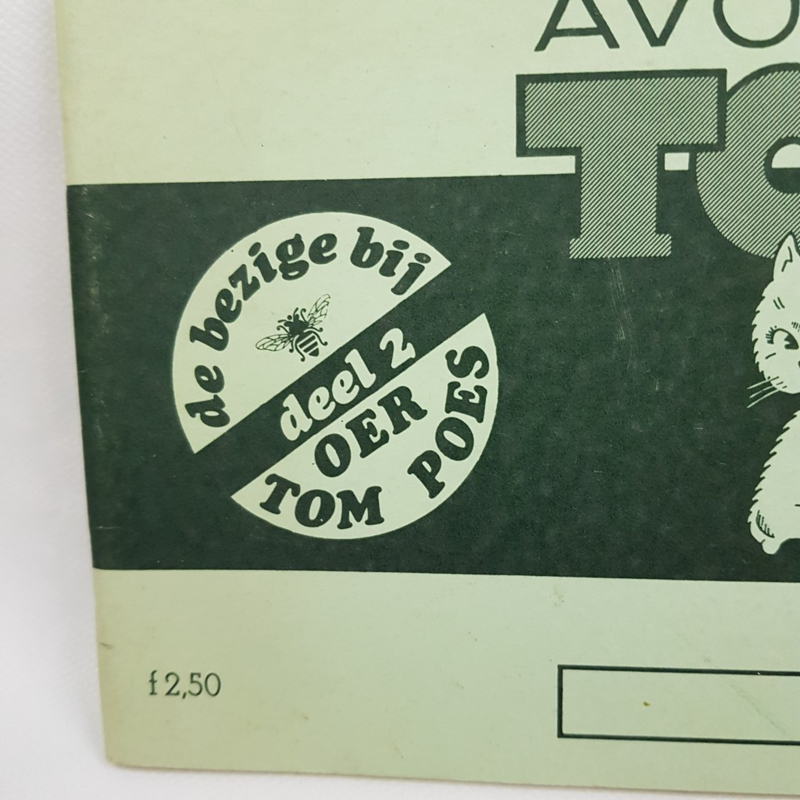 AVO
TO
de bezige bij
deel 2
OER
TOM POES
f 2,50